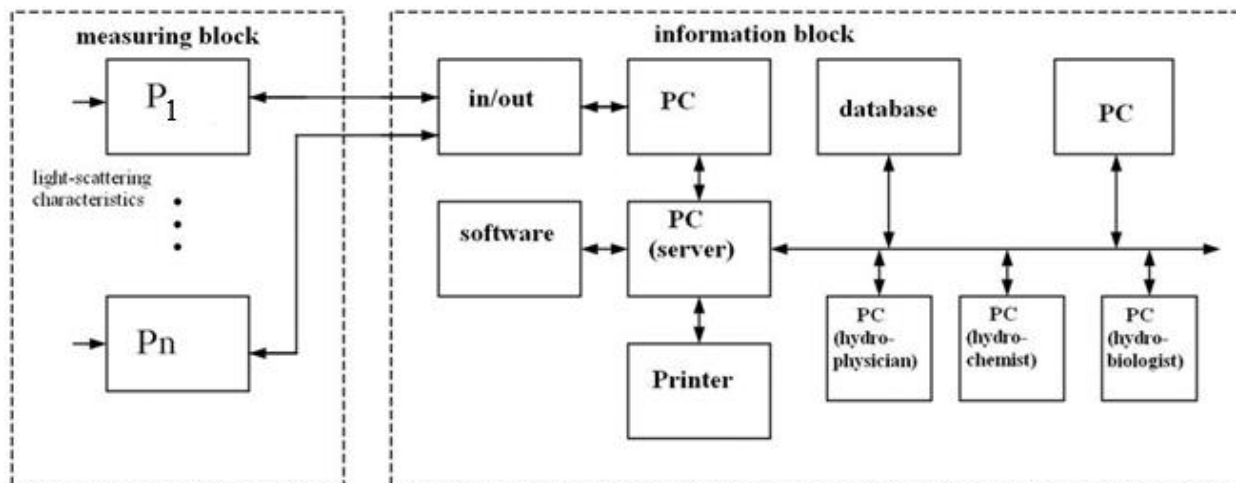 measuring block
P1
light-scattering
characteristics
Pn
information block
in/out
PC
database
PC
software
PC
(server)
Printer
PC
(hydro-
physician)
PC
(hydro-
chemist)
PC
(hydro-
biologist)